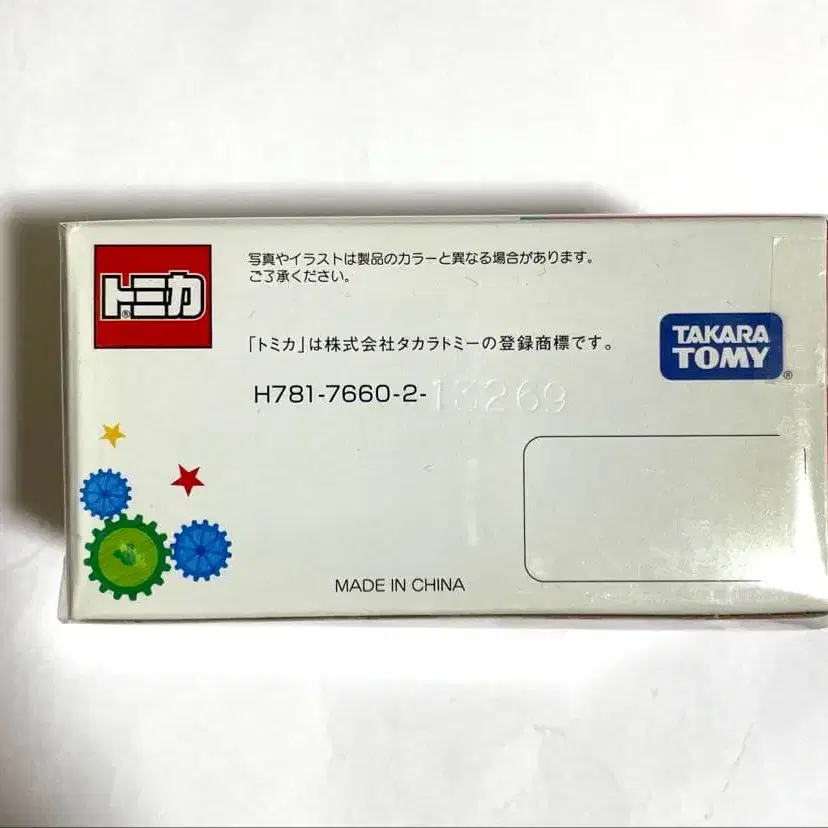 トミカ®
写真やイラストは製品のカラーと異なる場合があります。
ご了承ください。
「トミカ」は株式会社タカラトミーの登録商標です。
TAKARA
TOMY®
H781-7660-2-13269
MADE IN CHINA